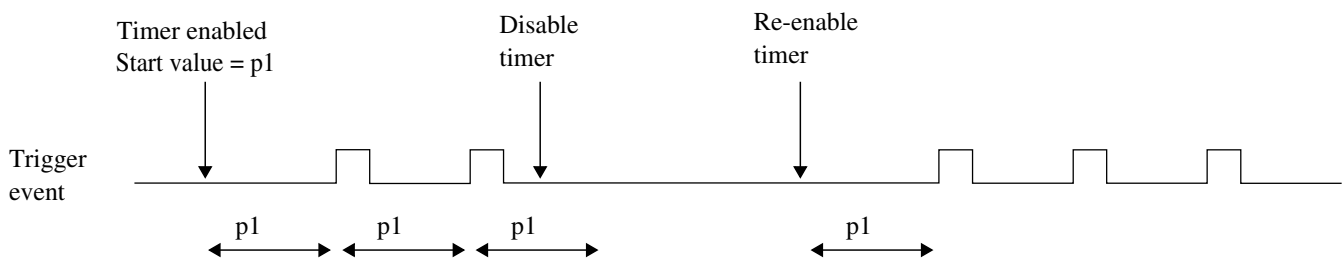 Timer enabled
Start value = p1
Disable
timer
Re-enable
timer
Trigger
event
p1
p1
p1
p1